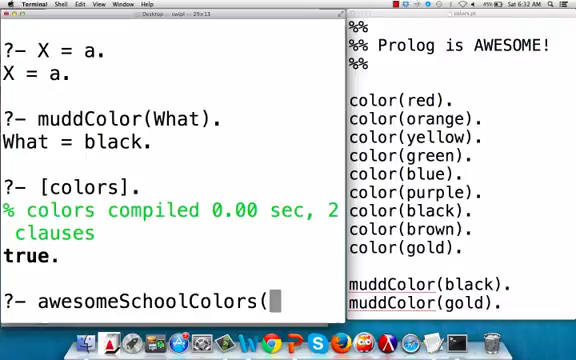 Terminal Shell Edit View Window Help
Sat 6:32 AM
Desktop — swipl — 29×13
colors.pl
?- X = a.
X = a.
?- muddColor(What).
What = black.
?- [colors].
% colors compiled 0.00 sec, 2
clauses
true.
?- awesomeSchoolColors(
%%
%% Prolog is AWESOME!
%%
color(red).
color(orange).
color(yellow).
color(green).
color(blue).
color(purple).
color(black).
color(brown).
color(gold).
muddColor(black).
muddColor(gold).